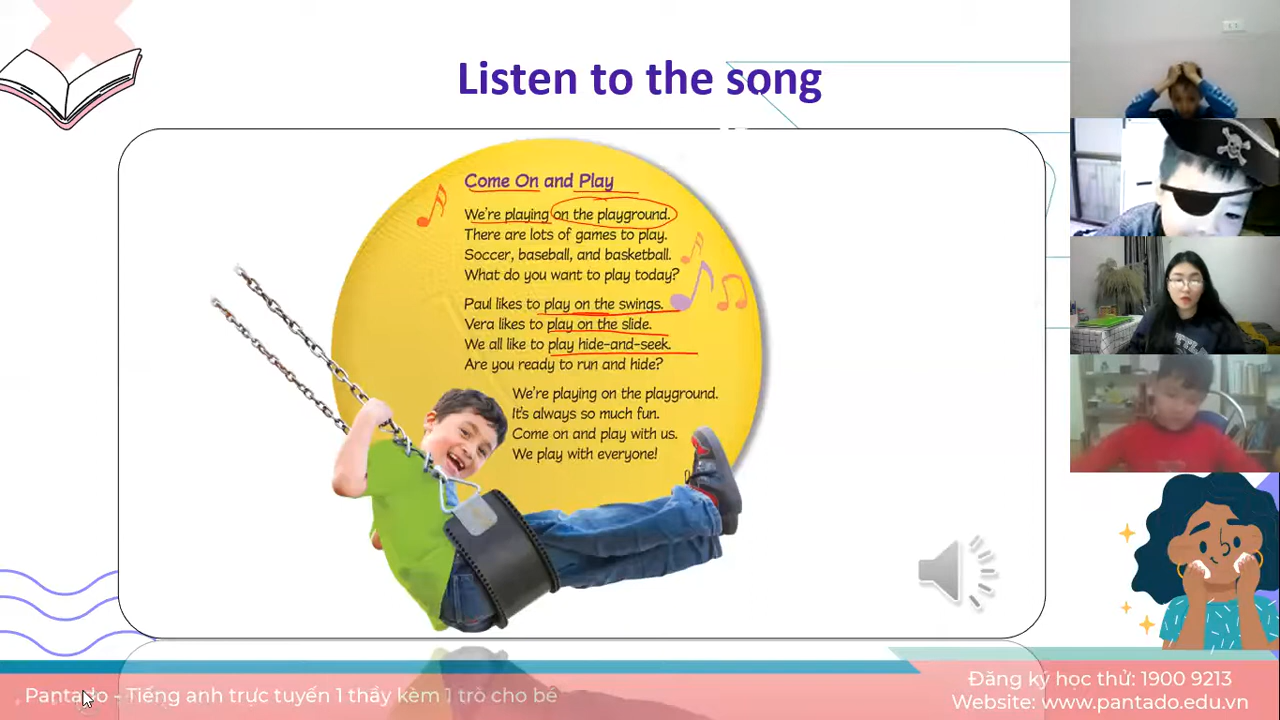 Listen to the song
Come On and Play
We're playing on the playground.
There are lots of games to play.
Soccer, baseball, and basketball.
What do you want to play today?
Paul likes to play on the swings.
Vera likes to play on the slide.
We all like to play hide-and-seek.
Are you ready to run and hide?
We're playing on the playground.
It's always so much fun.
Come on and play with us.
We play with everyone!
Pantado - Tiếng anh trực tuyến 1 thầy kèm 1 trò cho bé
Đăng ký học thử: 1900 9213
Website: www.pantado.edu.vn